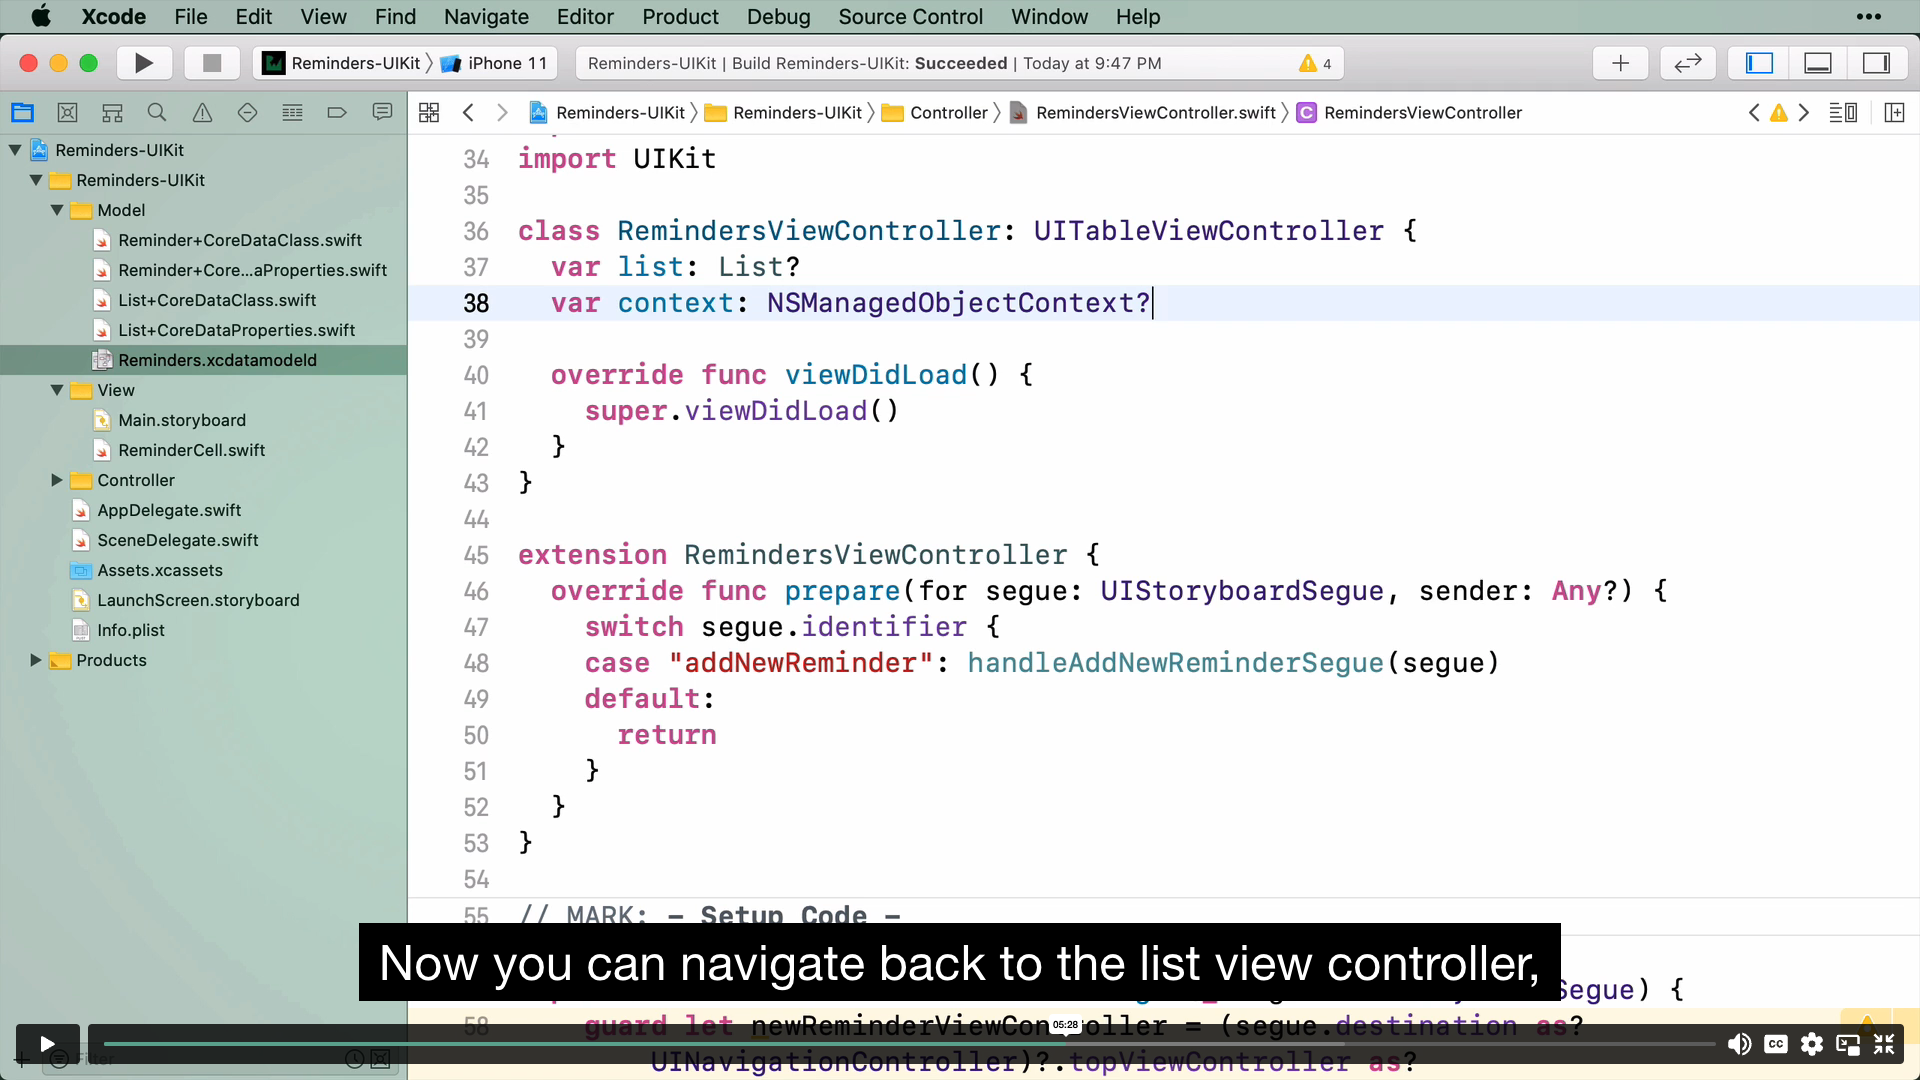 Xcode File Edit View Find Navigate Editor Product Debug Source Control Window Help •••
Reminders-UIKit 〉 iPhone 11
Reminders-UIKit | Build Reminders-UIKit: Succeeded | Today at 9:47 PM 4
Reminders-UIKit 〉 Reminders-UIKit 〉 Controller 〉 RemindersViewController.swift 〉 C RemindersViewController
Reminders-UIKit
Reminders-UIKit
Model
Reminder+CoreDataClass.swift
Reminder+Core...aProperties.swift
List+CoreDataClass.swift
List+CoreDataProperties.swift
Reminders.xcdatamodeld
View
Main.storyboard
ReminderCell.swift
Controller
AppDelegate.swift
SceneDelegate.swift
Assets.xcassets
LaunchScreen.storyboard
Info.plist
Products
Filter
34 import UIKit
35
36 class RemindersViewController: UITableViewController {
37 var list: List?
38 var context: NSManagedObjectContext?
39
40 override func viewDidLoad() {
41 super.viewDidLoad()
42 }
43 }
44
45 extension RemindersViewController {
46 override func prepare(for segue: UIStoryboardSegue, sender: Any?) {
47 switch segue.identifier {
48 case "addNewReminder": handleAddNewReminderSegue(segue)
49 default:
50 return
51 }
52 }
53 }
54
55 // MARK: - Setup Code -
Now you can navigate back to the list view controller,
Segue) {
58 guard let newReminderViewController = (segue.destination as?
UINavigationController)?.topViewController as?
05:28
CC